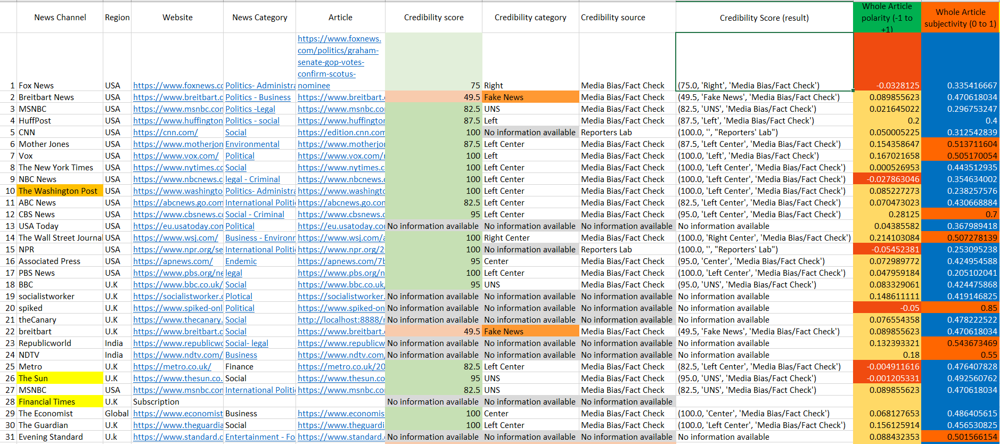 News Channel Region Website News Category Article Credibility score Credibility category Credibility source Credibility Score (result) Whole Article polarity (-1 to +1) Whole Article subjectivity (0 to 1)
https://www.foxnews.
com/politics/graham-
senate-gop-votes-
confirm-scotus-
1 Fox News USA https://www.foxnews.cc Politics- Administra nominee 75 Right Media Bias/Fact Check (75.0, 'Right', 'Media Bias/Fact Check') -0.0328125 0.335416667
2 Breitbart News USA https://www.breitbart.c Politics - Business https://www.breitbart. 49.5 Fake News Media Bias/Fact Check (49.5, 'Fake News', 'Media Bias/Fact Check') 0.089855623 0.470618034
3 MSNBC USA https://www.msnbc.con Politics -Legal https://www.msnbc.co 82.5 UNS Media Bias/Fact Check (82.5, 'UNS', 'Media Bias/Fact Check') 0.021645022 0.296753247
4 HuffPost USA https://www.huffington Politics - social https://www.huffingtor 87.5 Left Media Bias/Fact Check (87.5, 'Left', 'Media Bias/Fact Check') 0.2 0.4
5 CNN USA https://cnn.com/ Social https://edition.cnn.com 100 No information available Reporters Lab (100.0, '', "Reporters' Lab") 0.050005225 0.312542839
6 Mother Jones USA https://www.motherjon Environmental https://www.motherjo 87.5 Left Center Media Bias/Fact Check (87.5, 'Left Center', 'Media Bias/Fact Check') 0.154358647 0.513711604
7 Vox USA https://www.vox.com/ Political https://www.vox.com/ 100 Left Media Bias/Fact Check (100.0, 'Left', 'Media Bias/Fact Check') 0.167021658 0.505170054
8 The New York Times USA https://www.nytimes.cc Social https://www.nytimes.c 100 Left Center Media Bias/Fact Check (100.0, 'Left Center', 'Media Bias/Fact Check') 0.000526953 0.443512935
9 NBC News USA https://www.nbcnews.c legal - Criminal https://www.nbcnews. 100 Left Center Media Bias/Fact Check (100.0, 'Left Center', 'Media Bias/Fact Check') -0.027863046 0.354634002
10 The Washington Post USA https://www.washingto Politics- Administra https://www.washingto 100 Left Center Media Bias/Fact Check (100.0, 'Left Center', 'Media Bias/Fact Check') 0.085227273 0.238257576
11 ABC News USA https://abcnews.go.com International Politi https://abcnews.go.con 82.5 Left Center Media Bias/Fact Check (82.5, 'Left Center', 'Media Bias/Fact Check') 0.070473023 0.430668884
12 CBS News USA https://www.cbsnews.c Social - Criminal https://www.cbsnews.c 95 Left Center Media Bias/Fact Check (95.0, 'Left Center', 'Media Bias/Fact Check') 0.28125 0.7
13 USA Today USA https://eu.usatoday.com Political https://eu.usatoday.con No information available No information available No information available No information available 0.04385582 0.367989418
14 The Wall Street Journal USA https://www.wsj.com/ Business - Environr https://www.wsj.com/a 100 Right Center Media Bias/Fact Check (100.0, 'Right Center', 'Media Bias/Fact Check') 0.214103084 0.507278139
15 NPR USA https://www.npr.org/se International Politi https://www.npr.org/2 100 No information available Reporters Lab (100.0, '', "Reporters' Lab") -0.05452381 0.253095238
16 Associated Press USA https://apnews.com/ Endemic https://apnews.com/7b 95 Center Media Bias/Fact Check (95.0, 'Center', 'Media Bias/Fact Check') 0.072989772 0.424954588
17 PBS News USA https://www.pbs.org/ne legal https://www.pbs.org/n 100 Left Center Media Bias/Fact Check (100.0, 'Left Center', 'Media Bias/Fact Check') 0.047959184 0.205102041
18 BBC U.K https://www.bbc.co.uk/ Social https://www.bbc.co.uk 95 UNS Media Bias/Fact Check (95.0, 'UNS', 'Media Bias/Fact Check') 0.083329061 0.424475868
19 socialistworker U.K https://socialistworker.c Plotical https://socialistworker. No information available No information available No information available No information available 0.148611111 0.419146825
20 spiked U.K https://www.spiked-onl Political https://www.spiked-on No information available No information available No information available No information available -0.05 0.85
21 theCanary U.K https://www.thecanary. Social http://localhost:8888/ No information available No information available No information available No information available 0.076554358 0.478222522
22 breitbart U.K https://www.breitbart.c Social https://www.breitbart. 49.5 Fake News Media Bias/Fact Check (49.5, 'Fake News', 'Media Bias/Fact Check') 0.089855623 0.470618034
23 Republicworld India https://www.republicwc Social- legal https://www.republicw No information available No information available No information available No information available 0.132393321 0.543673469
24 NDTV India https://www.ndtv.com/ Business https://www.ndtv.com No information available No information available No information available No information available 0.18 0.55
25 Metro U.K https://metro.co.uk/ Finance https://metro.co.uk/20 82.5 Left Center Media Bias/Fact Check (82.5, 'Left Center', 'Media Bias/Fact Check') -0.004911616 0.476407828
26 The Sun U.K https://www.thesun.co. Social https://www.thesun.co 95 UNS Media Bias/Fact Check (95.0, 'UNS', 'Media Bias/Fact Check') -0.001205331 0.492560762
27 MSNBC USA https://www.msnbc.con International Politi https://www.msnbc.co 82.5 UNS Media Bias/Fact Check (82.5, 'UNS', 'Media Bias/Fact Check') 0.089855623 0.470618034
28 Financial Times U.K Subscription No information available No information available No information available
29 The Economist Global https://www.economist Business https://www.economis 100 Center Media Bias/Fact Check (100.0, 'Center', 'Media Bias/Fact Check') 0.068127653 0.486405615
30 The Guardian U.K https://www.theguardia Social https://www.theguardi 100 Left Center Media Bias/Fact Check (100.0, 'Left Center', 'Media Bias/Fact Check') 0.156125914 0.456530825
31 Evening Standard U.k https://www.standard.c Entertainment - Fo https://www.standard. No information available No information available No information available No information available 0.088432353 0.501566154